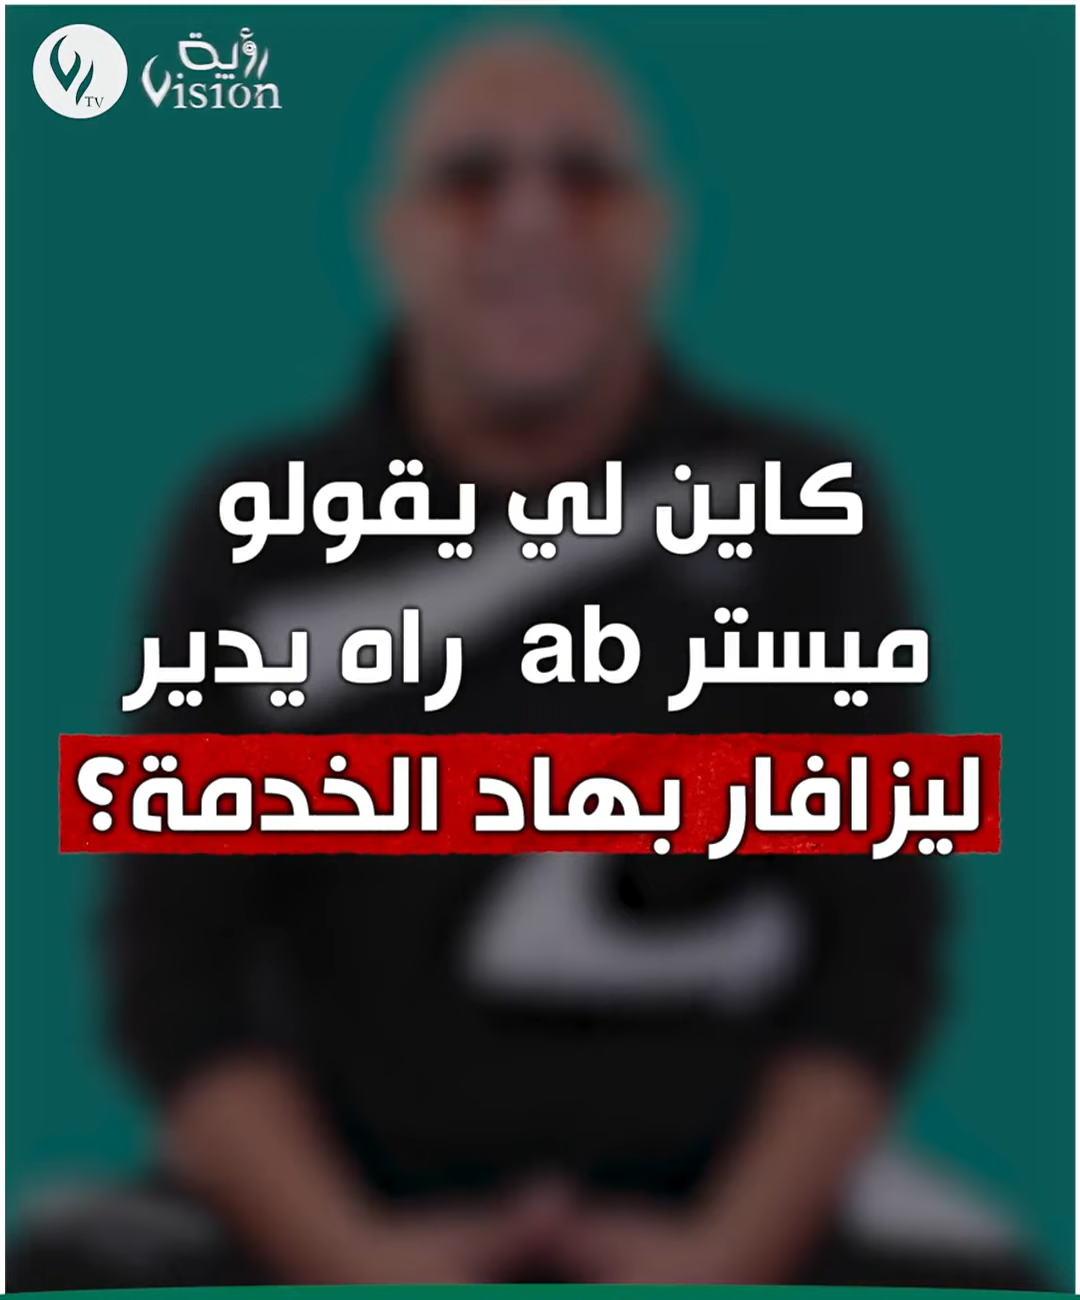 رؤية
Vision
TV
كاين لي يقولو
ميستر ab راه يدير
ليزافار بهاد الخدمة؟